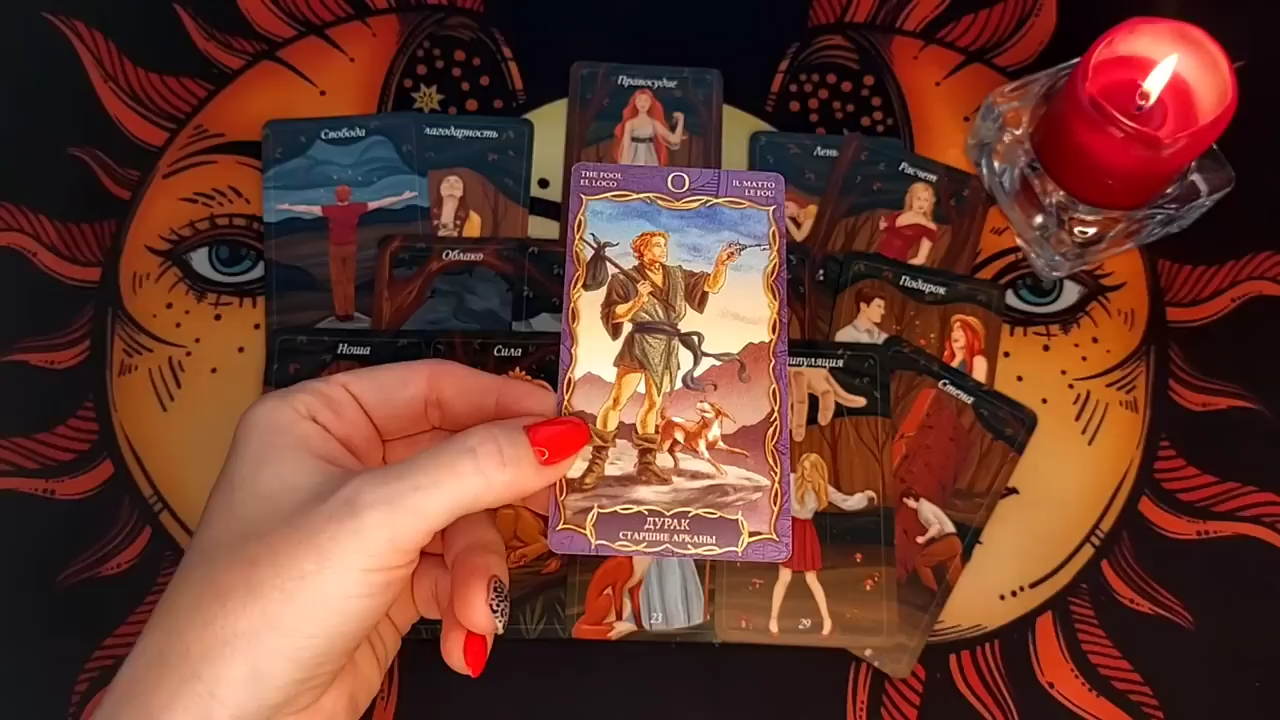 Правосудие
Свобода
лагодарность
Лень
Расчет
THE FOOL
EL LOCO
0
IL MATTO
LE FOU
Облако
Подарок
Ноша
Сила
ипуляция
Стена
ДУРАК
СТАРШИЕ АРКАНЫ
23
29